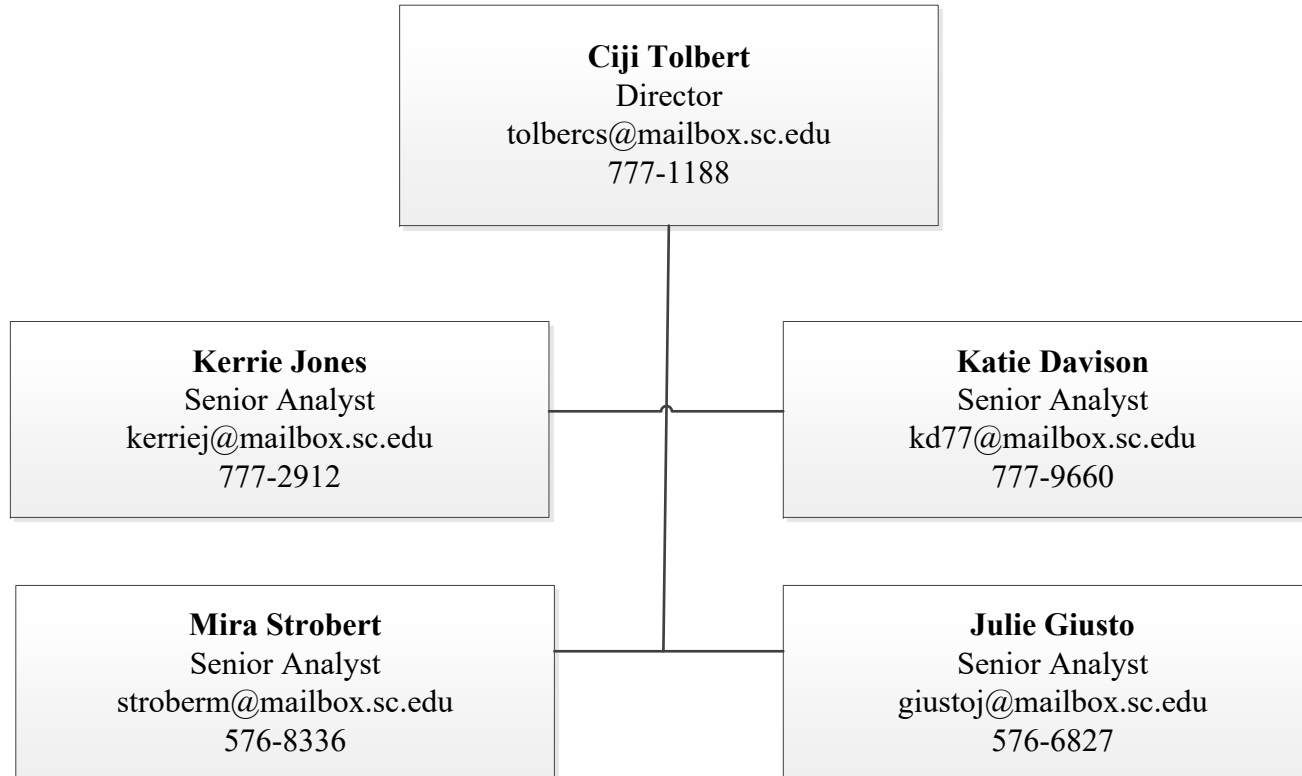 Ciji Tolbert
Director
tolbercs@mailbox.sc.edu
777-1188
Kerrie Jones
Senior Analyst
kerriej@mailbox.sc.edu
777-2912
Katie Davison
Senior Analyst
kd77@mailbox.sc.edu
777-9660
Mira Strobert
Senior Analyst
stroberm@mailbox.sc.edu
576-8336
Julie Giusto
Senior Analyst
giustoj@mailbox.sc.edu
576-6827